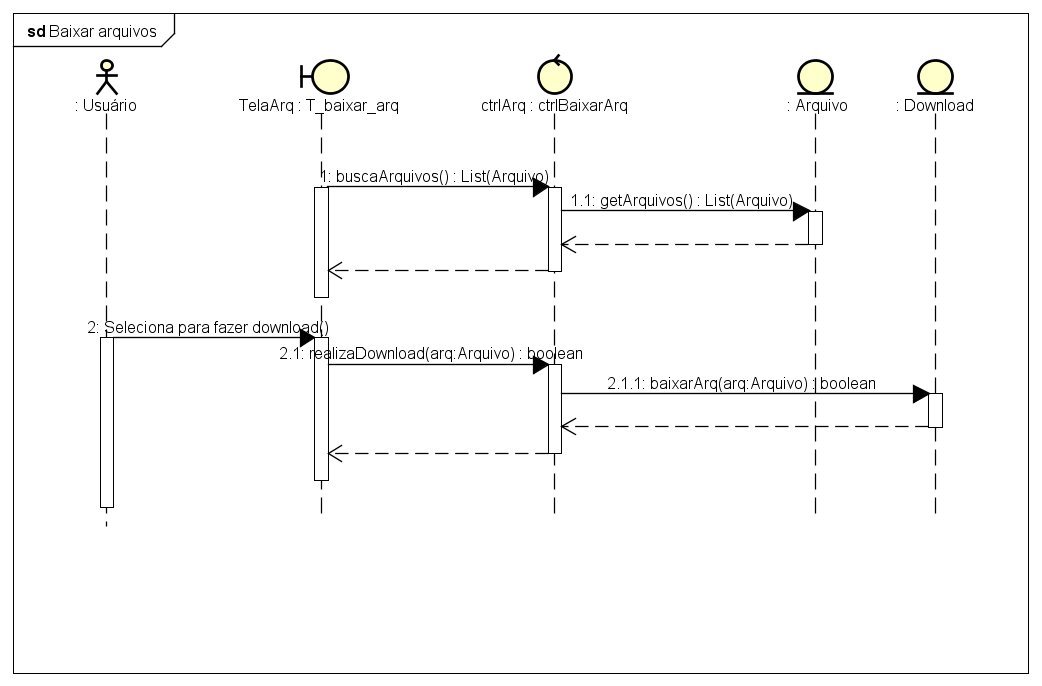 sd Baixar arquivos
: Usuário
TelaArq : T_baixar_arq
ctrlArq : ctrlBaixarArq
: Arquivo
: Download
1: buscaArquivos() : List(Arquivo)
1.1: getArquivos() : List(Arquivo)
2: Seleciona para fazer download()
2.1: realizaDownload(arq:Arquivo) : boolean
2.1.1: baixarArq(arq:Arquivo) : boolean